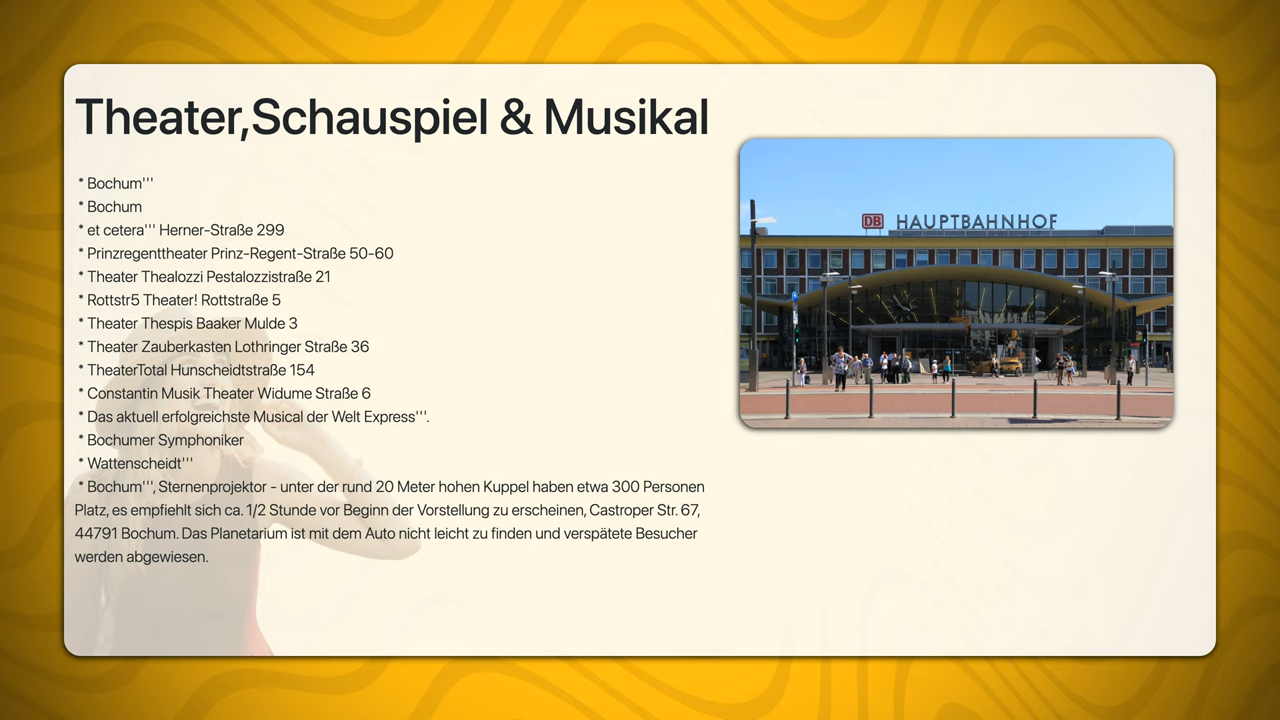 Theater,Schauspiel & Musikal
* Bochum'''
* Bochum
* et cetera''' Herner-Straße 299
* Prinzregenttheater Prinz-Regent-Straße 50-60
* Theater Thealozzi Pestalozzistraße 21
* Rottstr5 Theater! Rottstraße 5
* Theater Thespis Baaker Mulde 3
* Theater Zauberkasten Lothringer Straße 36
* TheaterTotal Hunscheidtstraße 154
* Constantin Musik Theater Widume Straße 6
* Das aktuell erfolgreichste Musical der Welt Express'''.
* Bochumer Symphoniker
* Wattenscheidt'''
* Bochum''', Sternenprojektor - unter der rund 20 Meter hohen Kuppel haben etwa 300 Personen
Platz, es empfiehlt sich ca. 1/2 Stunde vor Beginn der Vorstellung zu erscheinen, Castroper Str. 67,
44791 Bochum. Das Planetarium ist mit dem Auto nicht leicht zu finden und verspätete Besucher
werden abgewiesen.
DB HAUPTBAHNHOF